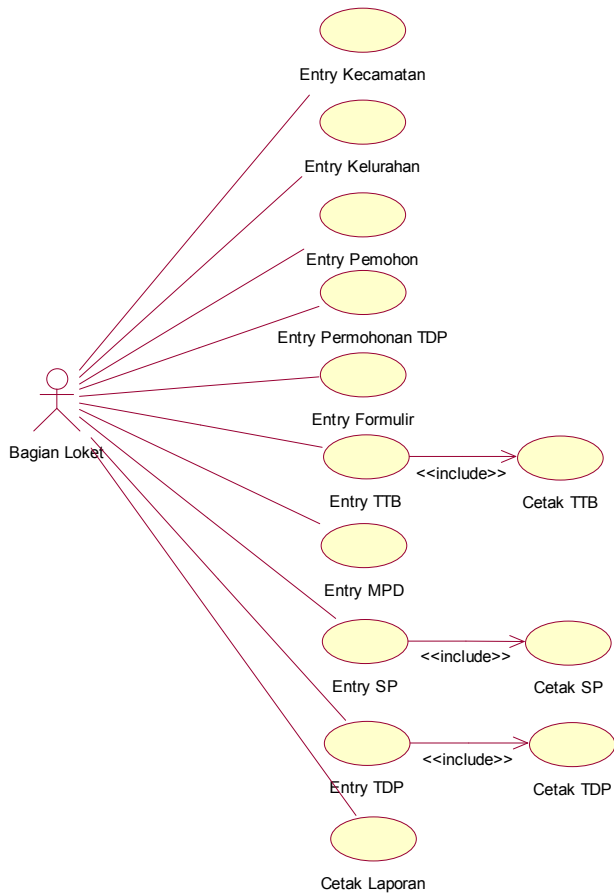 Entry Kecamatan
Entry Kelurahan
Entry Pemohon
Entry Permohonan TDP
Entry Formulir
Bagian Loket
<<include>>
Entry TTB
Cetak TTB
Entry MPD
<<include>>
Entry SP
Cetak SP
<<include>>
Entry TDP
Cetak TDP
Cetak Laporan